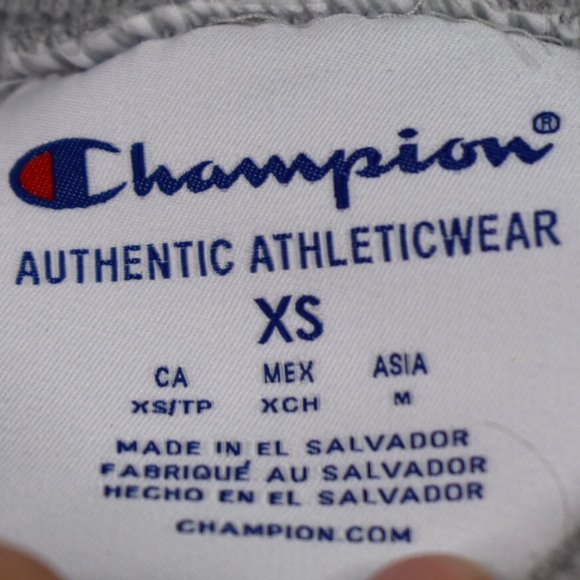 Champion®
AUTHENTIC ATHLETICWEAR
XS
CA MEX ASIA
XS/TP XCH M
MADE IN EL SALVADOR
FABRIQUÉ AU SALVADOR
HECHO EN EL SALVADOR
CHAMPION.COM